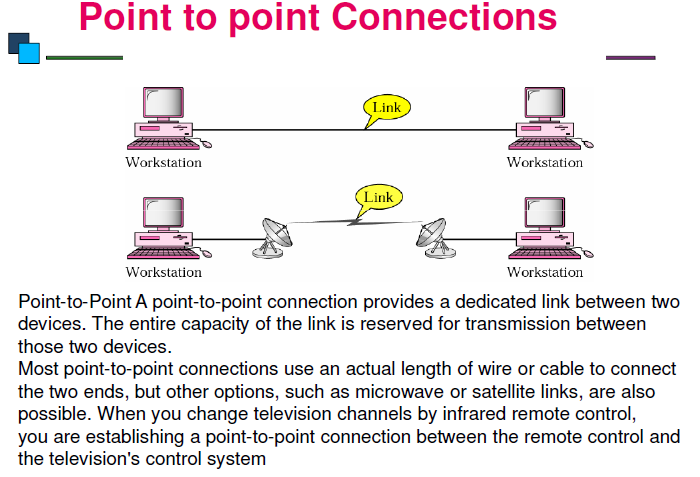 Point to point Connections
Link
Workstation
Workstation
Link
Workstation
Workstation
Point-to-Point A point-to-point connection provides a dedicated link between two
devices. The entire capacity of the link is reserved for transmission between
those two devices.
Most point-to-point connections use an actual length of wire or cable to connect
the two ends, but other options, such as microwave or satellite links, are also
possible. When you change television channels by infrared remote control,
you are establishing a point-to-point connection between the remote control and
the television's control system